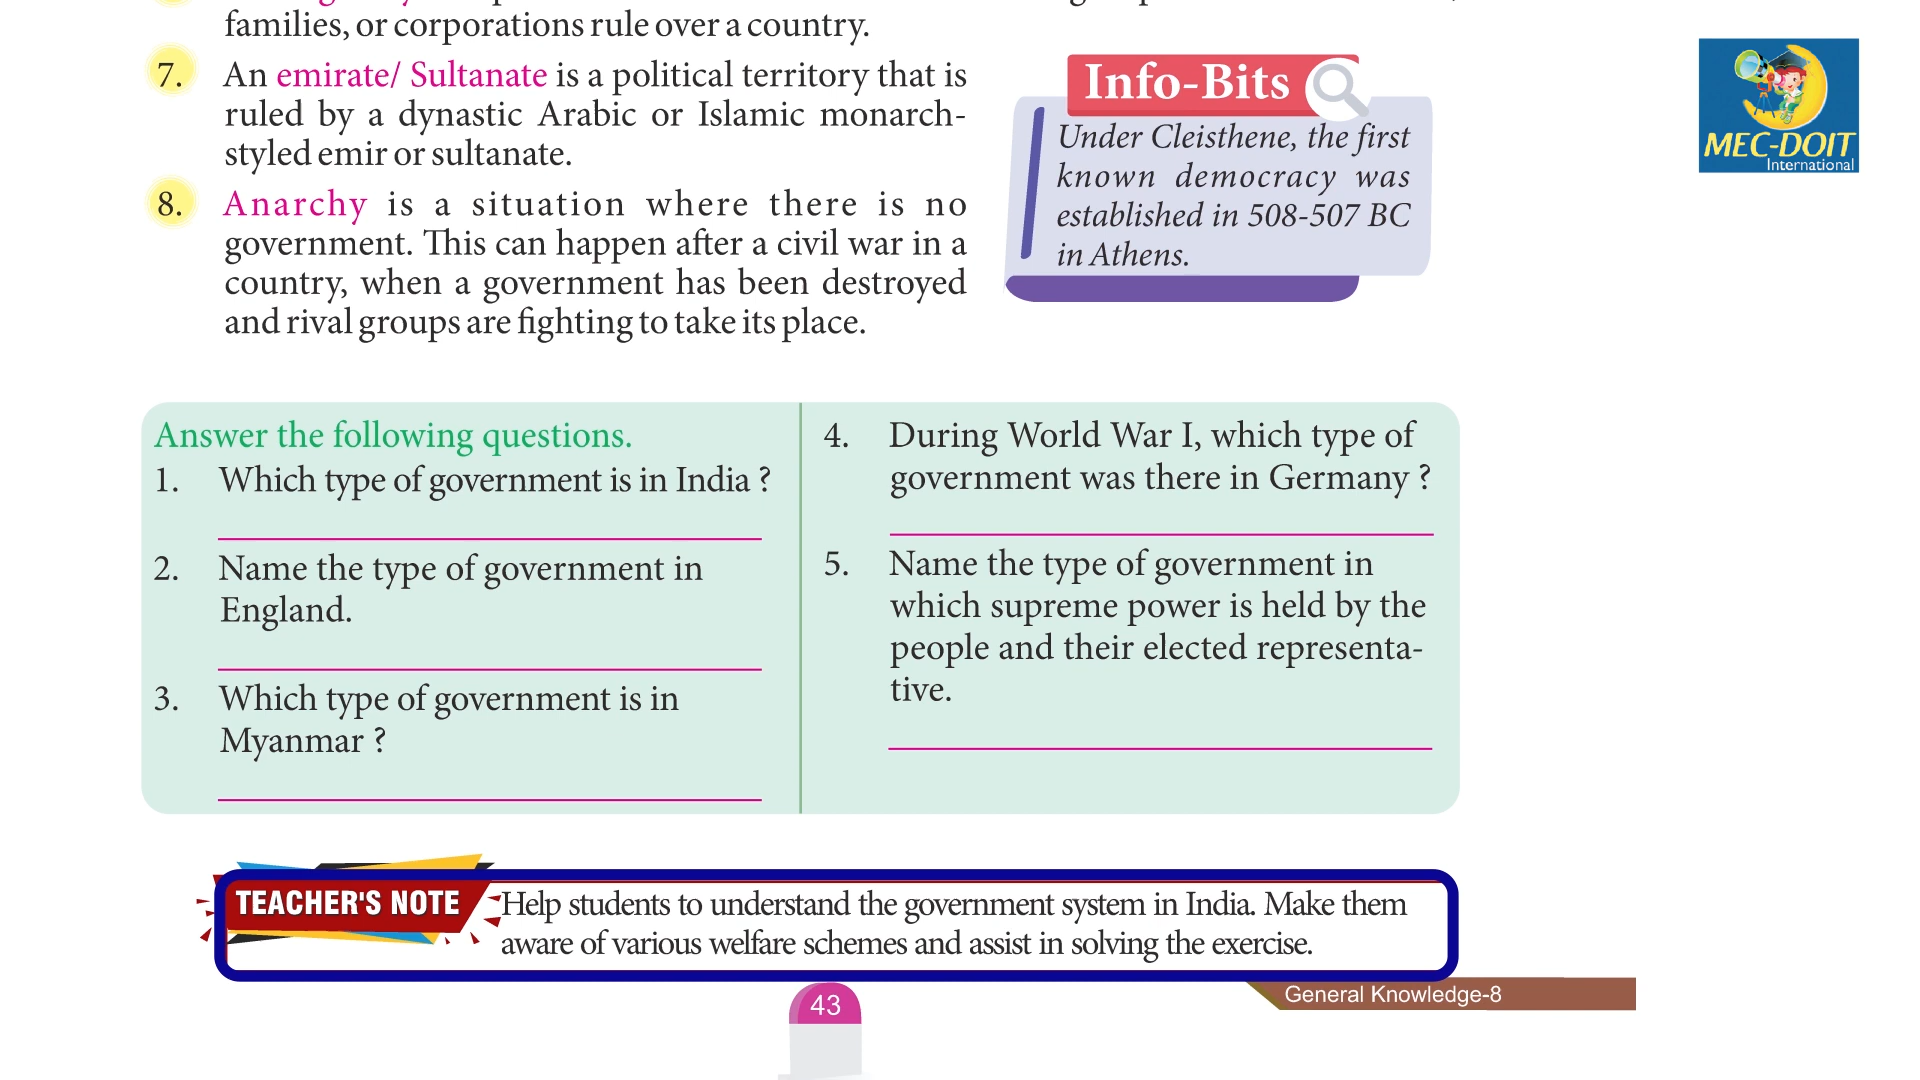 families, or corporations rule over a country.
7. An emirate/ Sultanate is a political territory that is
ruled by a dynastic Arabic or Islamic monarch-
styled emir or sultanate.
8. Anarchy is a situation where there is no
government. This can happen after a civil war in a
country, when a government has been destroyed
and rival groups are fighting to take its place.
Info-Bits
Under Cleisthene, the first
known democracy was
established in 508-507 BC
in Athens.
MEC-DOIT
International
Answer the following questions.
1. Which type of government is in India ?
2. Name the type of government in
England.
3. Which type of government is in
Myanmar ?
4. During World War I, which type of
government was there in Germany ?
5. Name the type of government in
which supreme power is held by the
people and their elected representa-
tive.
TEACHER'S NOTE
Help students to understand the government system in India. Make them
aware of various welfare schemes and assist in solving the exercise.
43
General Knowledge-8